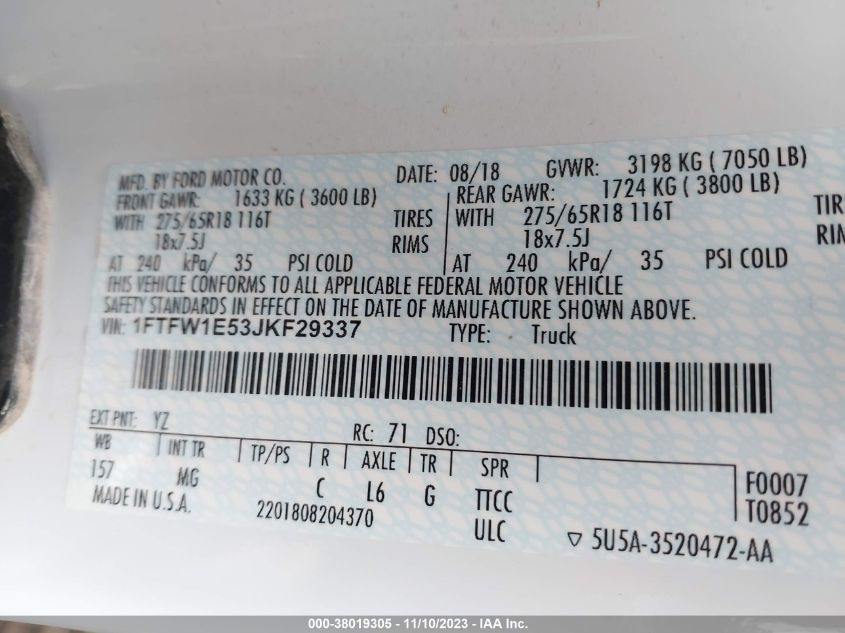 MFD. BY FORD MOTOR CO. DATE: 08/18 GVWR: 3198 KG ( 7050 LB)
FRONT GAWR: 1633 KG ( 3600 LB) REAR GAWR: 1724 KG ( 3800 LB)
WITH 275/65R18 116T TIRES WITH 275/65R18 116T TIR
18x7.5J RIMS 18x7.5J RIM
AT 240 kPa/ 35 PSI COLD AT 240 kPa/ 35 PSI COLD
THIS VEHICLE CONFORMS TO ALL APPLICABLE FEDERAL MOTOR VEHICLE
SAFETY STANDARDS IN EFFECT ON THE DATE OF MANUFACTURE SHOWN ABOVE.
VIN: 1FTFW1E53JKF29337 TYPE: Truck
EXT PNT: YZ RC: 71 DSO:
WB INT TR TP/PS R AXLE TR SPR F0007
157 MG C L6 G TTCC T0852
MADE IN U.S.A. 2201808204370 ULC ▽ 5U5A-3520472-AA
000-38019305 - 11/10/2023 - IAA Inc.